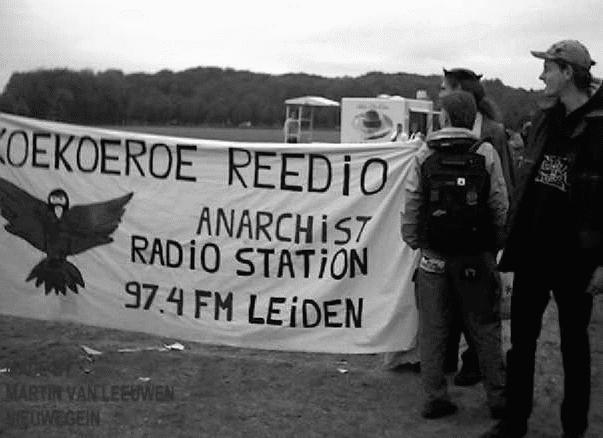 KOEKOEROE REEDIO
ANARCHIST
RADIO STATION
97.4 FM LEIDEN
MARTIN VAN LEEUWEN
NIEUWEGEIN